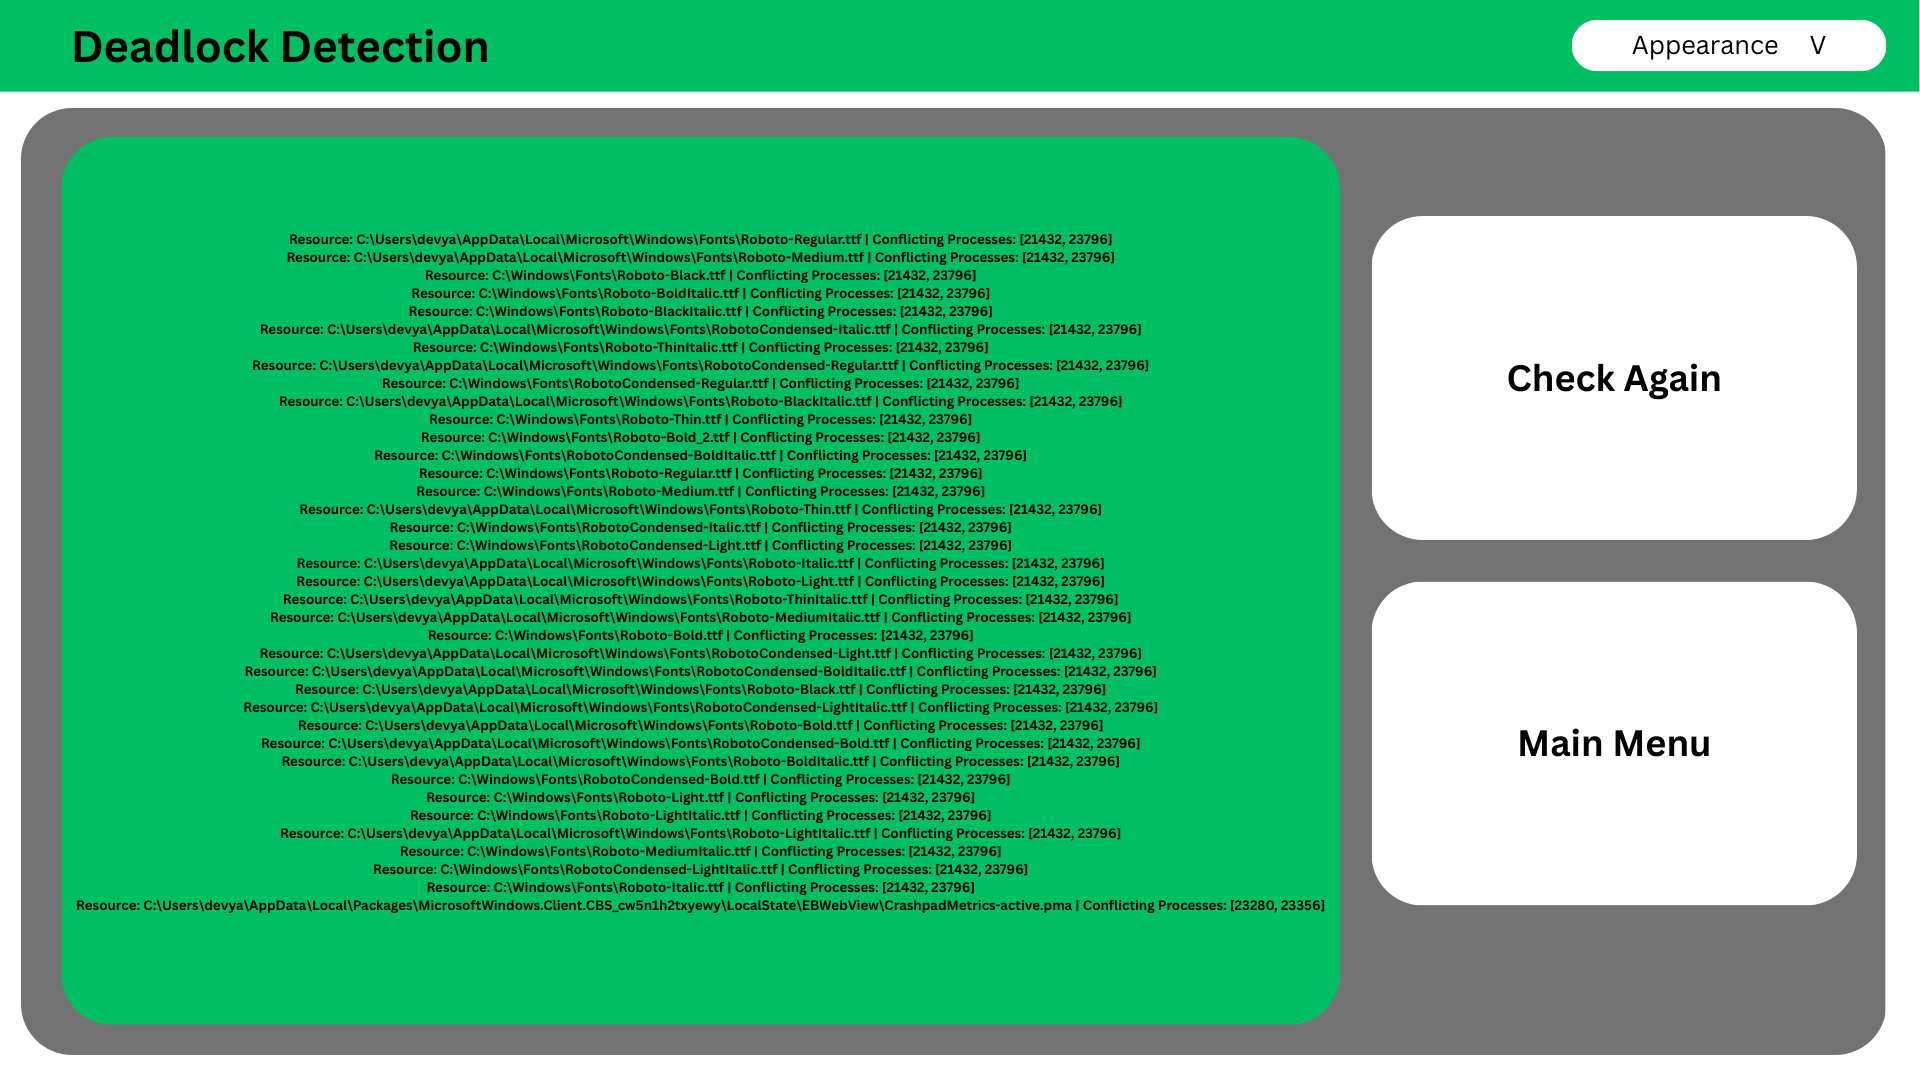 Deadlock Detection
Appearance V
Resource: C:\Users\devya\AppData\Local\Microsoft\Windows\Fonts\Roboto-Regular.ttf | Conflicting Processes: [21432, 23796]
Resource: C:\Users\devya\AppData\Local\Microsoft\Windows\Fonts\Roboto-Medium.ttf | Conflicting Processes: [21432, 23796]
Resource: C:\Windows\Fonts\Roboto-Black.ttf | Conflicting Processes: [21432, 23796]
Resource: C:\Windows\Fonts\Roboto-BoldItalic.ttf | Conflicting Processes: [21432, 23796]
Resource: C:\Windows\Fonts\Roboto-BlackItalic.ttf | Conflicting Processes: [21432, 23796]
Resource: C:\Users\devya\AppData\Local\Microsoft\Windows\Fonts\RobotoCondensed-Italic.ttf | Conflicting Processes: [21432, 23796]
Resource: C:\Windows\Fonts\Roboto-ThinItalic.ttf | Conflicting Processes: [21432, 23796]
Resource: C:\Users\devya\AppData\Local\Microsoft\Windows\Fonts\RobotoCondensed-Regular.ttf | Conflicting Processes: [21432, 23796]
Resource: C:\Windows\Fonts\RobotoCondensed-Regular.ttf | Conflicting Processes: [21432, 23796]
Resource: C:\Users\devya\AppData\Local\Microsoft\Windows\Fonts\Roboto-BlackItalic.ttf | Conflicting Processes: [21432, 23796]
Resource: C:\Windows\Fonts\Roboto-Thin.ttf | Conflicting Processes: [21432, 23796]
Resource: C:\Windows\Fonts\Roboto-Bold_2.ttf | Conflicting Processes: [21432, 23796]
Resource: C:\Windows\Fonts\RobotoCondensed-BoldItalic.ttf | Conflicting Processes: [21432, 23796]
Resource: C:\Windows\Fonts\Roboto-Regular.ttf | Conflicting Processes: [21432, 23796]
Resource: C:\Windows\Fonts\Roboto-Medium.ttf | Conflicting Processes: [21432, 23796]
Resource: C:\Users\devya\AppData\Local\Microsoft\Windows\Fonts\Roboto-Thin.ttf | Conflicting Processes: [21432, 23796]
Resource: C:\Windows\Fonts\RobotoCondensed-Italic.ttf | Conflicting Processes: [21432, 23796]
Resource: C:\Windows\Fonts\RobotoCondensed-Light.ttf | Conflicting Processes: [21432, 23796]
Resource: C:\Users\devya\AppData\Local\Microsoft\Windows\Fonts\Roboto-Italic.ttf | Conflicting Processes: [21432, 23796]
Resource: C:\Users\devya\AppData\Local\Microsoft\Windows\Fonts\Roboto-Light.ttf | Conflicting Processes: [21432, 23796]
Resource: C:\Users\devya\AppData\Local\Microsoft\Windows\Fonts\Roboto-ThinItalic.ttf | Conflicting Processes: [21432, 23796]
Resource: C:\Users\devya\AppData\Local\Microsoft\Windows\Fonts\Roboto-MediumItalic.ttf | Conflicting Processes: [21432, 23796]
Resource: C:\Windows\Fonts\Roboto-Bold.ttf | Conflicting Processes: [21432, 23796]
Resource: C:\Users\devya\AppData\Local\Microsoft\Windows\Fonts\RobotoCondensed-Light.ttf | Conflicting Processes: [21432, 23796]
Resource: C:\Users\devya\AppData\Local\Microsoft\Windows\Fonts\RobotoCondensed-BoldItalic.ttf | Conflicting Processes: [21432, 23796]
Resource: C:\Users\devya\AppData\Local\Microsoft\Windows\Fonts\Roboto-Black.ttf | Conflicting Processes: [21432, 23796]
Resource: C:\Users\devya\AppData\Local\Microsoft\Windows\Fonts\RobotoCondensed-LightItalic.ttf | Conflicting Processes: [21432, 23796]
Resource: C:\Users\devya\AppData\Local\Microsoft\Windows\Fonts\Roboto-Bold.ttf | Conflicting Processes: [21432, 23796]
Resource: C:\Users\devya\AppData\Local\Microsoft\Windows\Fonts\RobotoCondensed-Bold.ttf | Conflicting Processes: [21432, 23796]
Resource: C:\Users\devya\AppData\Local\Microsoft\Windows\Fonts\Roboto-BoldItalic.ttf | Conflicting Processes: [21432, 23796]
Resource: C:\Windows\Fonts\RobotoCondensed-Bold.ttf | Conflicting Processes: [21432, 23796]
Resource: C:\Windows\Fonts\Roboto-Light.ttf | Conflicting Processes: [21432, 23796]
Resource: C:\Windows\Fonts\Roboto-LightItalic.ttf | Conflicting Processes: [21432, 23796]
Resource: C:\Users\devya\AppData\Local\Microsoft\Windows\Fonts\Roboto-LightItalic.ttf | Conflicting Processes: [21432, 23796]
Resource: C:\Windows\Fonts\Roboto-MediumItalic.ttf | Conflicting Processes: [21432, 23796]
Resource: C:\Windows\Fonts\RobotoCondensed-LightItalic.ttf | Conflicting Processes: [21432, 23796]
Resource: C:\Windows\Fonts\Roboto-Italic.ttf | Conflicting Processes: [21432, 23796]
Resource: C:\Users\devya\AppData\Local\Packages\MicrosoftWindows.Client.CBS_cw5n1h2txyewy\LocalState\EBWebView\CrashpadMetrics-active.pma | Conflicting Processes: [23280, 23356]
Check Again
Main Menu